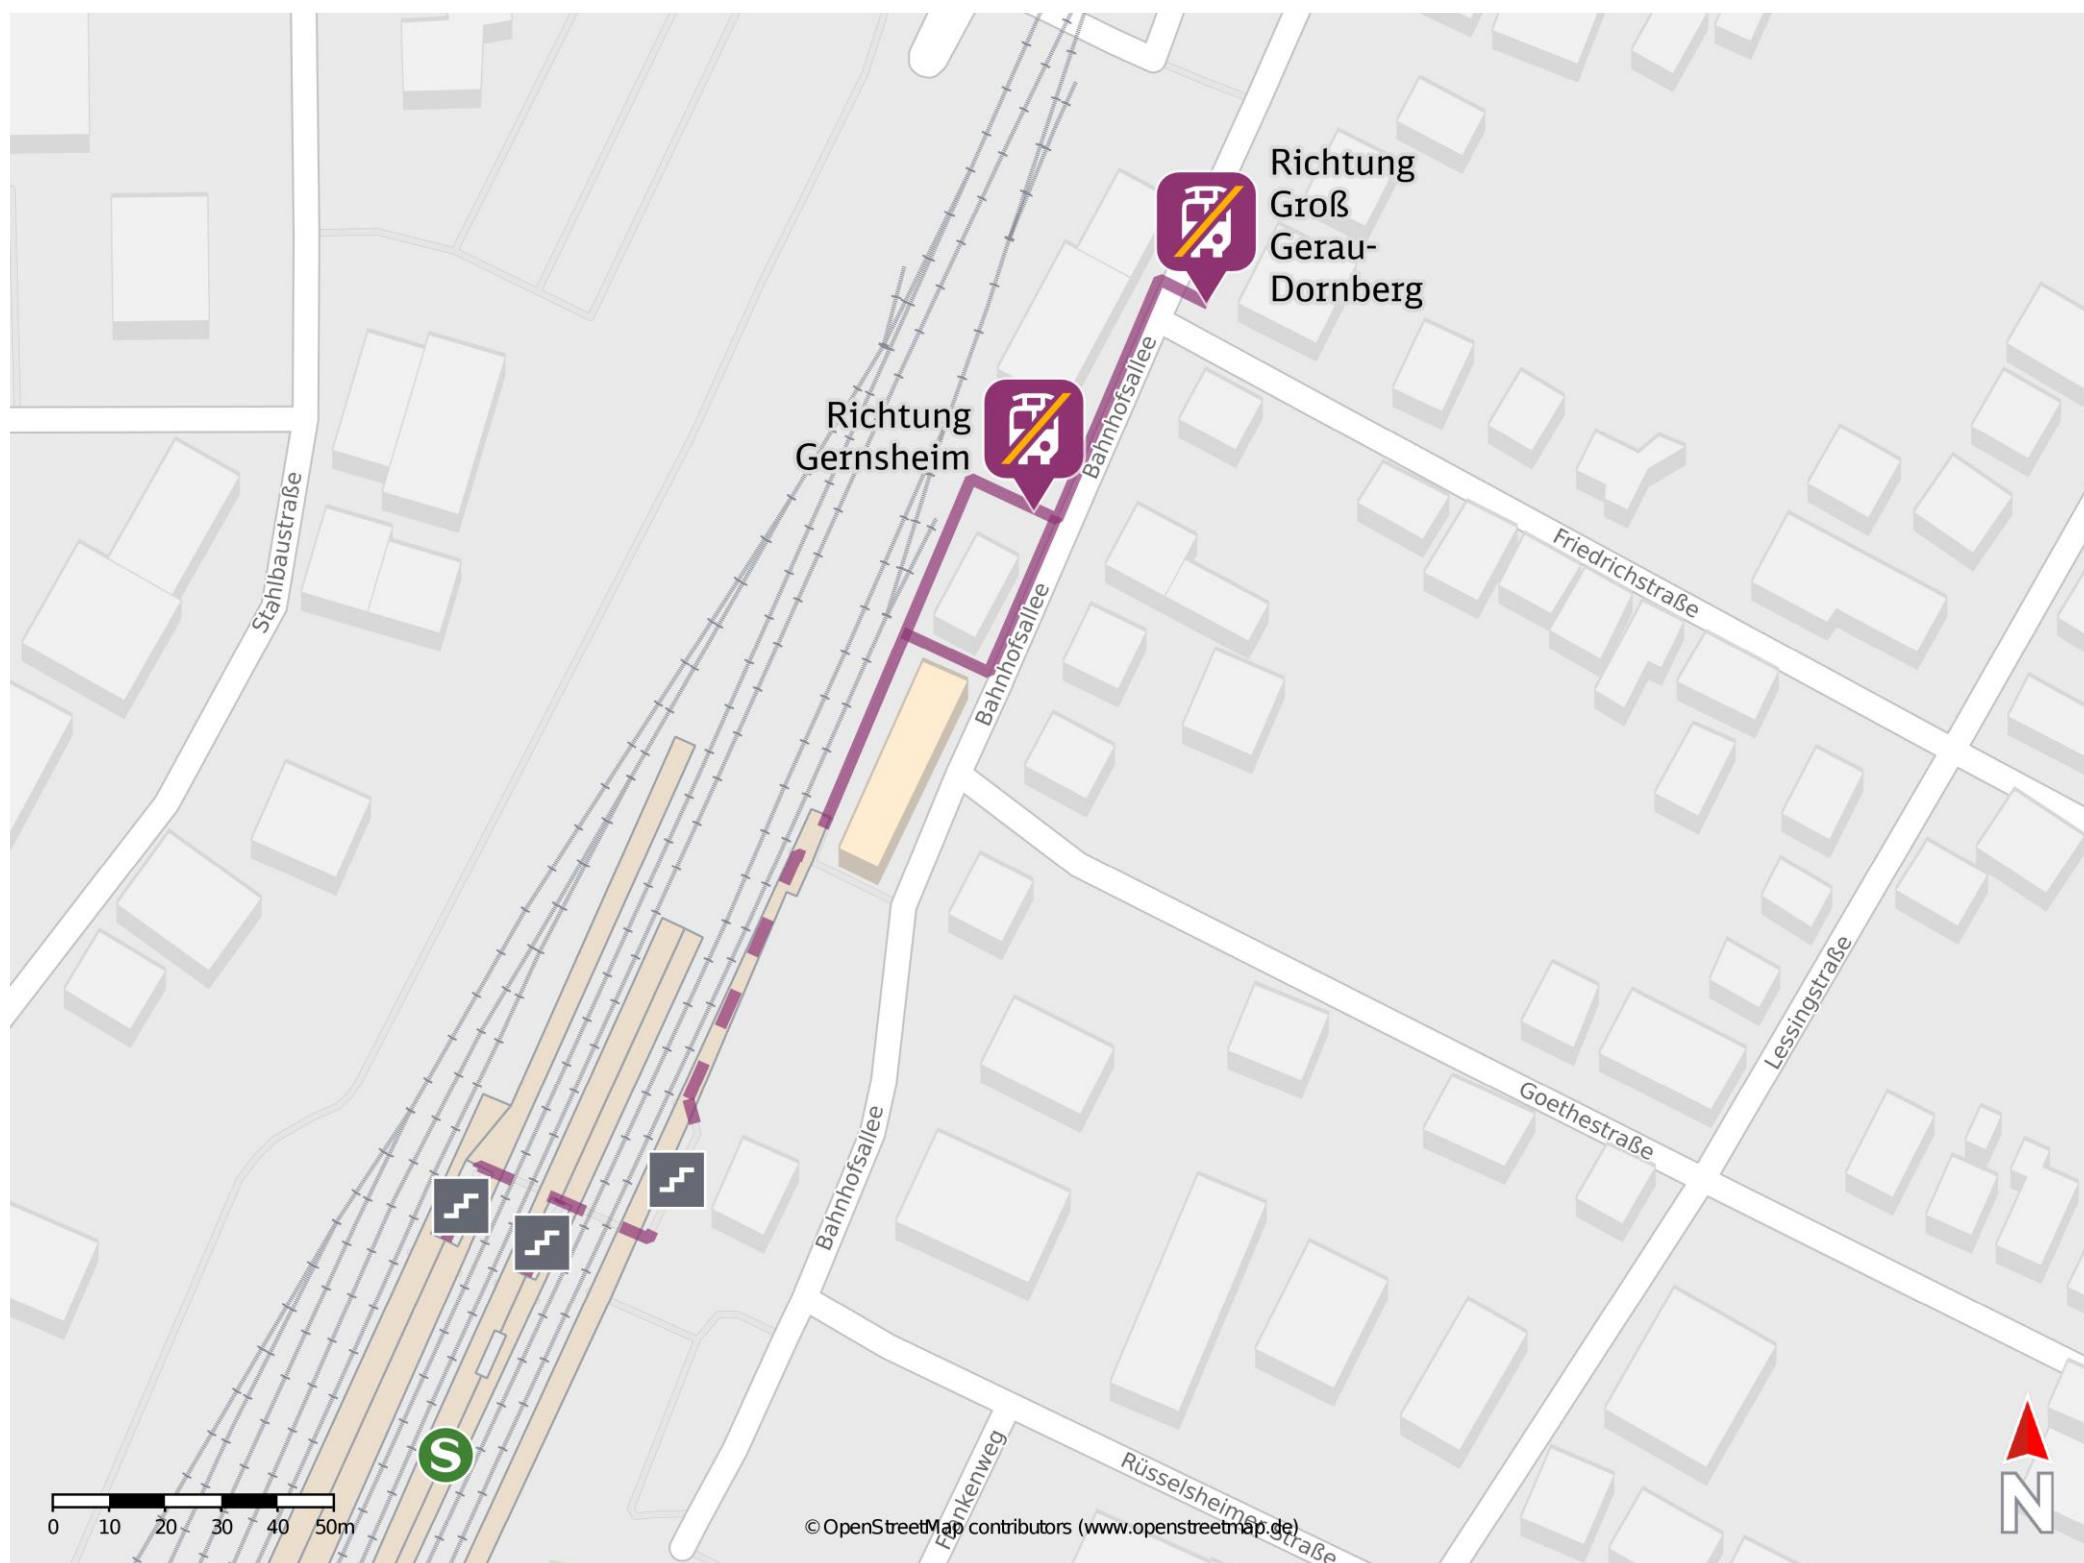 Richtung
Groß
Gerau-
Dornberg
Richtung
Gernsheim
Bahnhofsallee
Stahlbaustraße
Friedrichstraße
Bahnhofsallee
Lessingstraße
Goethestraße
Bahnhofsallee
S
Frankenweg
Rüsselsheimer Straße
0 10 20 30 40 50m
© OpenStreetMap contributors (www.openstreetmap.de)
N